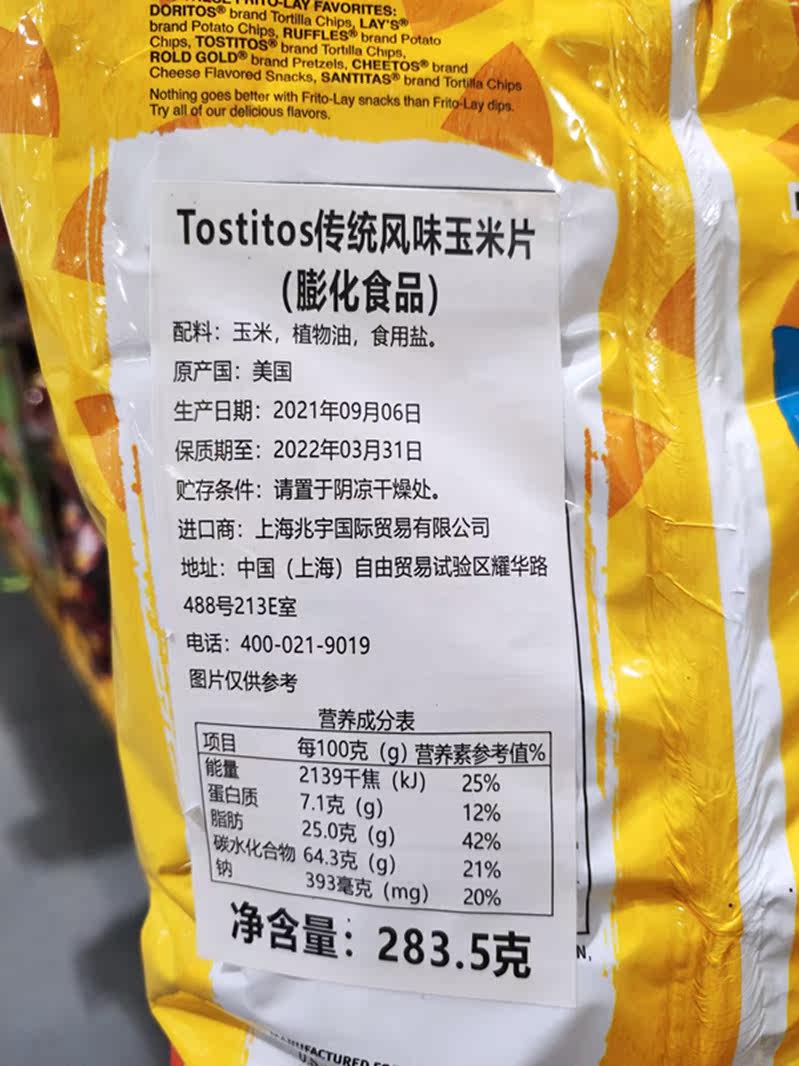 THESE FRITO-LAY FAVORITES:
DORITOS® brand Tortilla Chips, LAY'S®
brand Potato Chips, RUFFLES® brand Potato
Chips, TOSTITOS® brand Tortilla Chips,
ROLD GOLD® brand Pretzels, CHEETOS® brand
Cheese Flavored Snacks, SANTITAS® brand Tortilla Chips
Nothing goes better with Frito-Lay snacks than Frito-Lay dips.
Try all of our delicious flavors.
Tostitos传统风味玉米片
(膨化食品)
配料：玉米，植物油，食用盐。
原产国：美国
生产日期：2021年09月06日
保质期至：2022年03月31日
贮存条件：请置于阴凉干燥处。
进口商：上海兆宇国际贸易有限公司
地址：中国（上海）自由贸易试验区耀华路
488号213E室
电话：400-021-9019
图片仅供参考
营养成分表
项目 每100克（g) 营养素参考值%
能量 2139千焦（kJ） 25%
蛋白质 7.1克（g） 12%
脂肪 25.0克（g） 42%
碳水化合物 64.3克（g） 21%
钠 393毫克（mg） 20%
净含量：283.5克
N,
MANUFACTURED